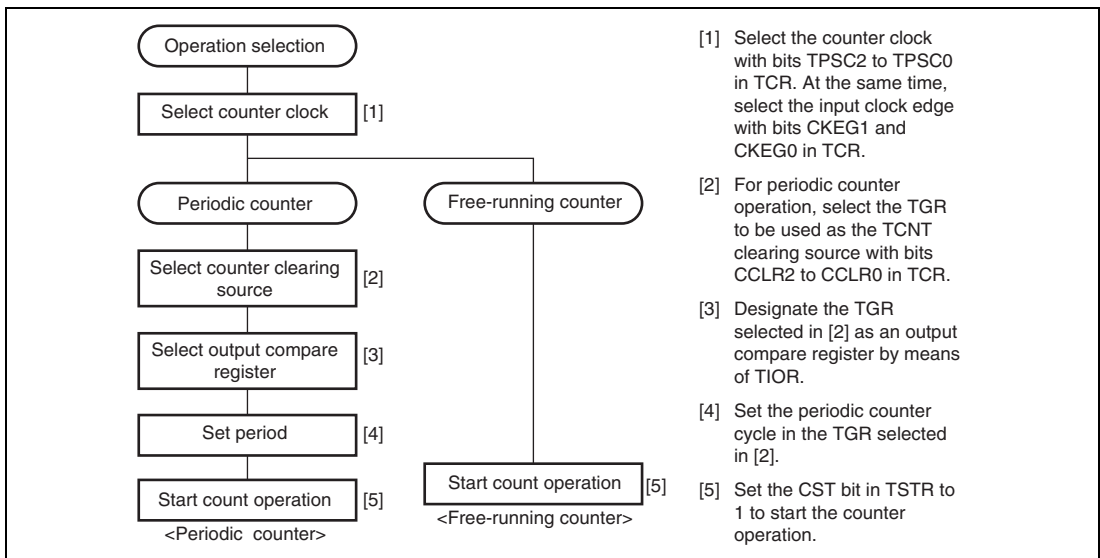 Operation selection
Select counter clock
[1]
Periodic counter
Free-running counter
Select counter clearing
source
[2]
Select output compare
register
[3]
Set period
[4]
Start count operation
[5]
<Periodic counter>
Start count operation
[5]
<Free-running counter>
[1] Select the counter clock
with bits TPSC2 to TPSC0
in TCR. At the same time,
select the input clock edge
with bits CKEG1 and
CKEG0 in TCR.
[2] For periodic counter
operation, select the TGR
to be used as the TCNT
clearing source with bits
CCLR2 to CCLR0 in TCR.
[3] Designate the TGR
selected in [2] as an output
compare register by means
of TIOR.
[4] Set the periodic counter
cycle in the TGR selected
in [2].
[5] Set the CST bit in TSTR to
1 to start the counter
operation.